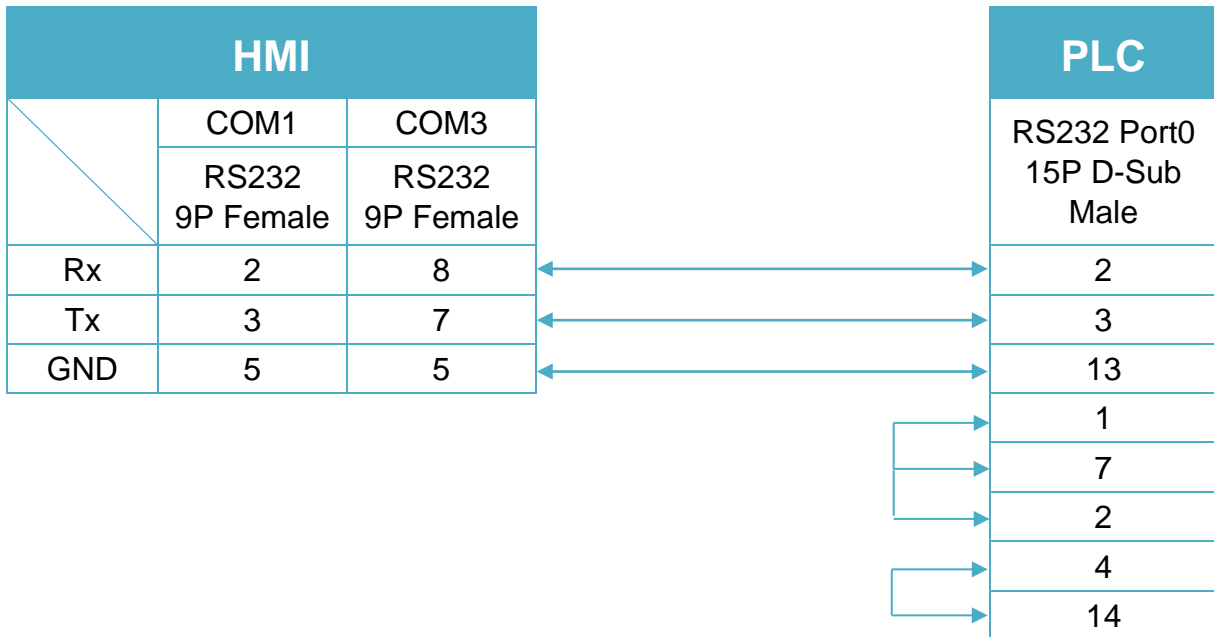 HMI
PLC
COM1 COM3
RS232 Port0
15P D-Sub
Male
RS232 RS232
9P Female 9P Female
Rx 2 8 2
Tx 3 7 3
GND 5 5 13
1
7
2
4
14